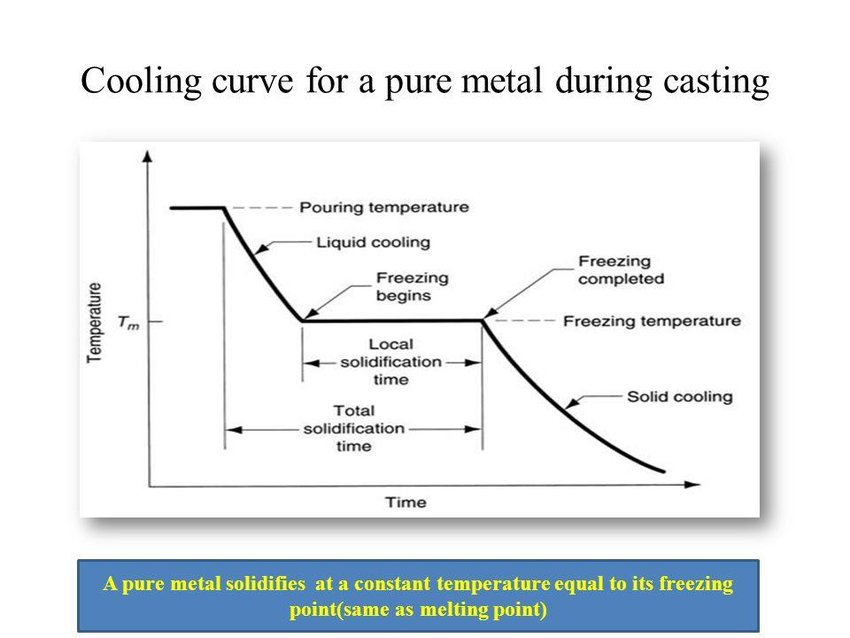 Cooling curve for a pure metal during casting
Pouring temperature
Liquid cooling
Freezing
begins
Freezing
completed
Temperature
Tm
Freezing temperature
Local
solidification
time
Solid cooling
Total
solidification
time
Time
A pure metal solidifies at a constant temperature equal to its freezing
point(same as melting point)